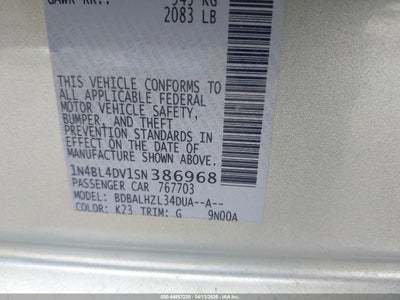 GAWR RR.: 945 KG
2083 LB
THIS VEHICLE CONFORMS TO
ALL APPLICABLE FEDERAL
MOTOR VEHICLE SAFETY,
BUMPER, AND THEFT
PREVENTION STANDARDS IN
EFFECT ON THE DATE OF
MANUFACTURE SHOWN ABOVE.
1N4BL4DV1SN386968
PASSENGER CAR 767703
MODEL: BDBALHZL34DUA--A--
COLOR: K23 TRIM: G 9N00A